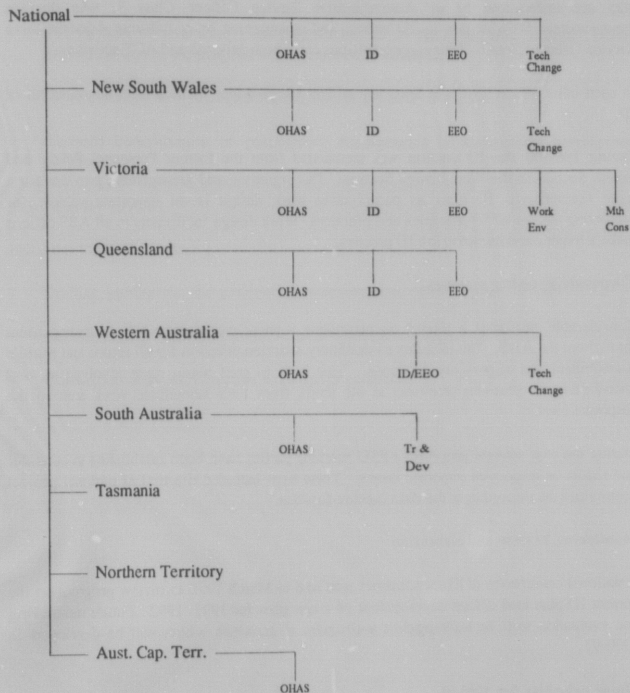 National
OHAS ID EEO Tech
Change
New South Wales
OHAS ID EEO Tech
Change
Victoria
OHAS ID EEO Work Mth
Env Cons
Queensland
OHAS ID EEO
Western Australia
OHAS ID/EEO Tech
Change
South Australia
OHAS Tr &
Dev
Tasmania
Northern Territory
Aust. Cap. Terr.
OHAS